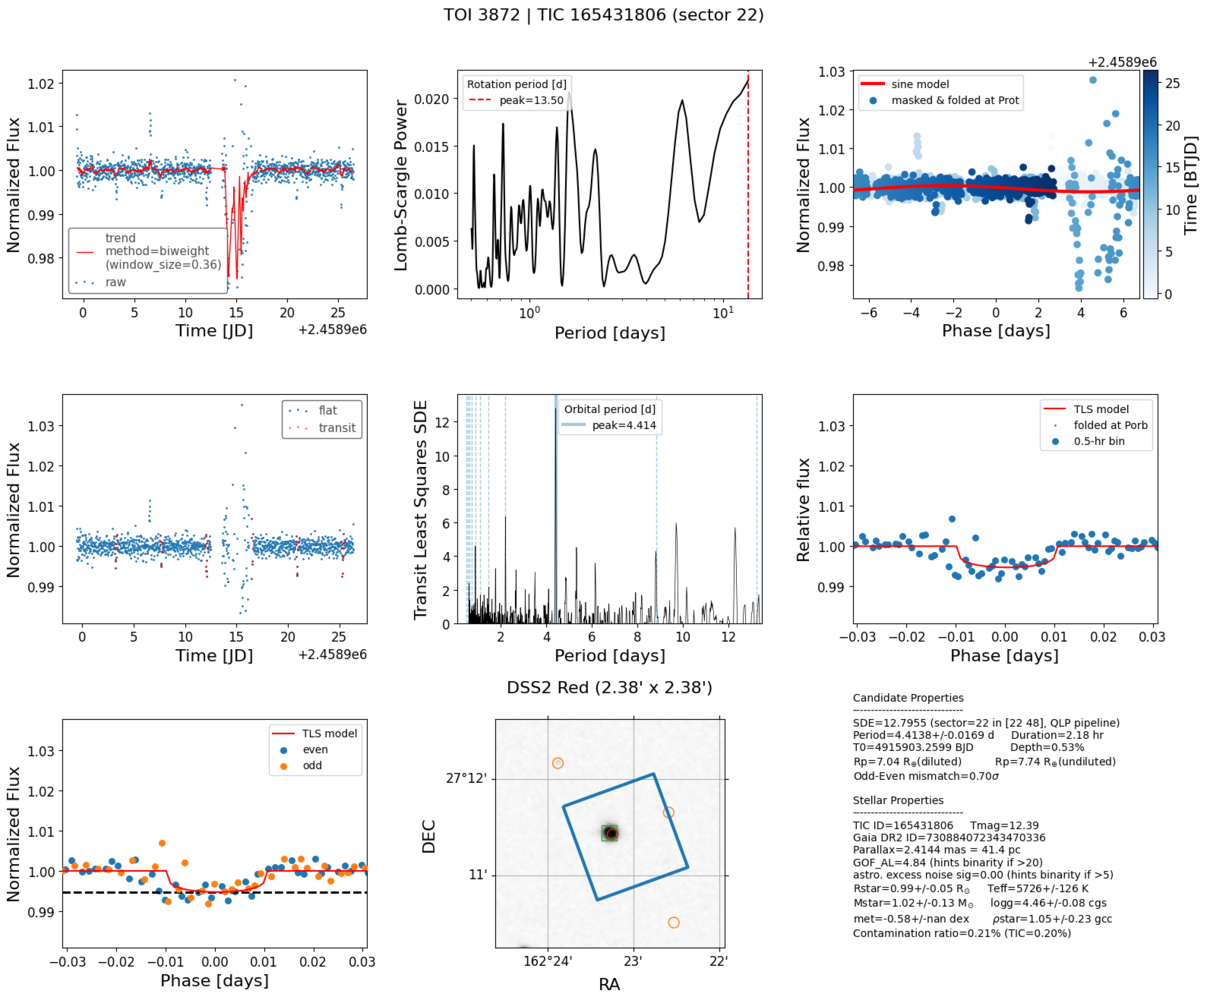 TOI 3872 | TIC 165431806 (sector 22)
Normalized Flux
1.02
1.01
1.00
0.99
0.98
trend
method=biweight
(window_size=0.36)
raw
0 5 10 15 20 25
Time [JD]
+2.4589e6
Lomb-Scargle Power
0.020
0.015
0.010
0.005
0.000
Rotation period [d]
peak=13.50
10⁰ 10¹
Period [days]
+2.4589e6
Normalized Flux
1.03
1.02
1.01
1.00
0.99
0.98
sine model
masked & folded at Prot
−6 −4 −2 0 2 4 6
Phase [days]
25
20
15
10
5
0
Time [BTJD]
Normalized Flux
1.03
1.02
1.01
1.00
0.99
flat
transit
0 5 10 15 20 25
Time [JD]
+2.4589e6
Transit Least Squares SDE
12
10
8
6
4
2
0
Orbital period [d]
peak=4.414
2 4 6 8 10 12
Period [days]
Relative flux
1.03
1.02
1.01
1.00
0.99
TLS model
folded at Porb
0.5-hr bin
−0.03 −0.02 −0.01 0.00 0.01 0.02 0.03
Phase [days]
Normalized Flux
1.03
1.02
1.01
1.00
0.99
TLS model
even
odd
−0.03 −0.02 −0.01 0.00 0.01 0.02 0.03
Phase [days]
DSS2 Red (2.38' x 2.38')
DEC
27°12'
11'
162°24' 23' 22'
RA
Candidate Properties
------------------------------
SDE=12.7955 (sector=22 in [22 48], QLP pipeline)
Period=4.4138+/-0.0169 d Duration=2.18 hr
T0=4915903.2599 BJD Depth=0.53%
Rp=7.04 R⊕(diluted) Rp=7.74 R⊕(undiluted)
Odd-Even mismatch=0.70σ
Stellar Properties
------------------------------
TIC ID=165431806 Tmag=12.39
Gaia DR2 ID=730884072343470336
Parallax=2.4144 mas = 41.4 pc
GOF_AL=4.84 (hints binarity if >20)
astro. excess noise sig=0.00 (hints binarity if >5)
Rstar=0.99+/-0.05 R⊙ Teff=5726+/-126 K
Mstar=1.02+/-0.13 M⊙ logg=4.46+/-0.08 cgs
met=-0.58+/-nan dex ρstar=1.05+/-0.23 gcc
Contamination ratio=0.21% (TIC=0.20%)